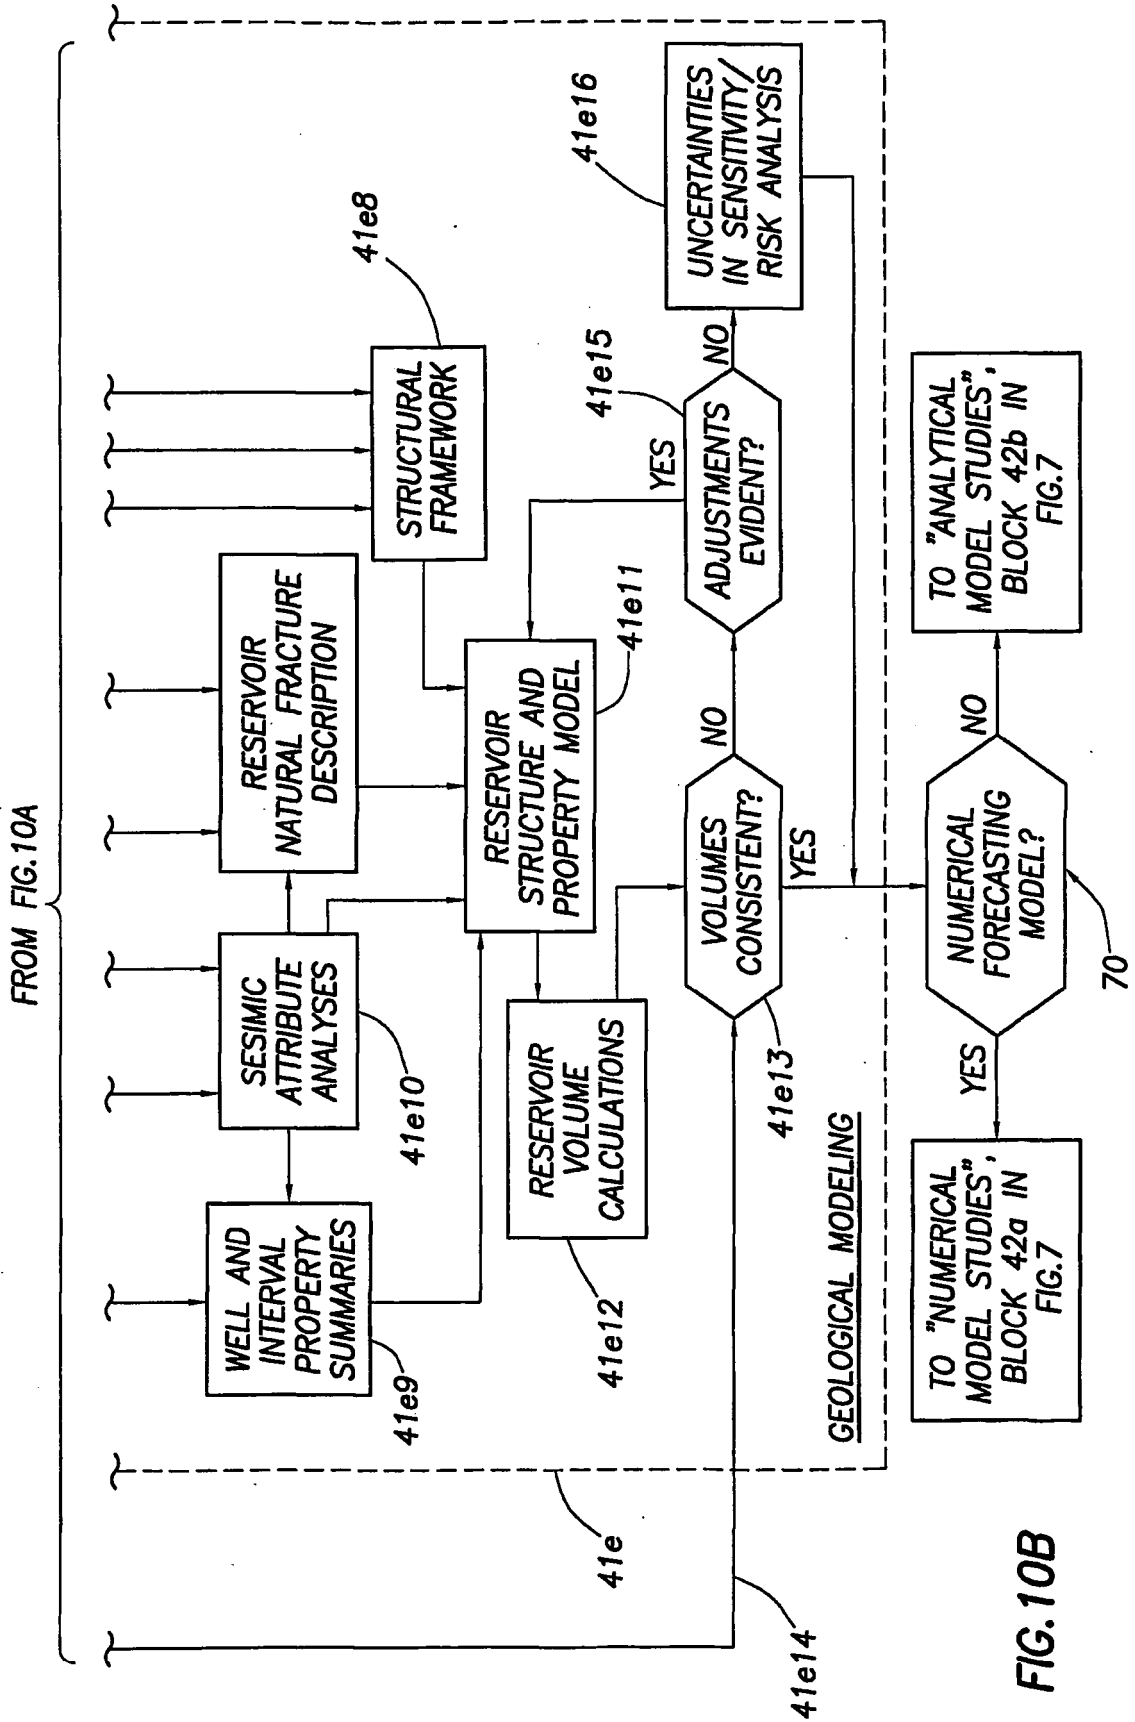 FROM FIG.10A
WELL AND
INTERVAL
PROPERTY
SUMMARIES
41e9
SESIMIC
ATTRIBUTE
ANALYSES
41e10
RESERVOIR
NATURAL FRACTURE
DESCRIPTION
STRUCTURAL
FRAMEWORK
41e8
RESERVOIR
STRUCTURE AND
PROPERTY MODEL
41e11
RESERVOIR
VOLUME
CALCULATIONS
41e12
VOLUMES
CONSISTENT?
41e13
NO
YES
ADJUSTMENTS
EVIDENT?
41e15
YES
NO
UNCERTAINTIES
IN SENSITIVITY/
RISK ANALYSIS
41e16
GEOLOGICAL MODELING
41e
41e14
NUMERICAL
FORECASTING
MODEL?
70
YES
NO
TO "NUMERICAL
MODEL STUDIES",
BLOCK 42a IN
FIG.7
TO "ANALYTICAL
MODEL STUDIES",
BLOCK 42b IN
FIG.7
FIG.10B